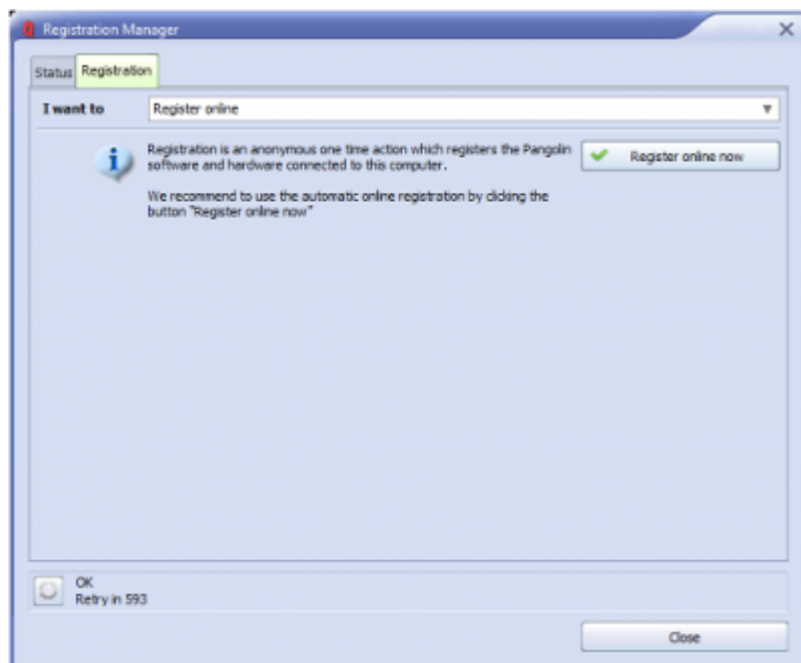 Registration Manager
Status Registration
I want to Register online
Registration is an anonymous one time action which registers the Pangolin
software and hardware connected to this computer.
Register online now
We recommend to use the automatic online registration by clicking the
button "Register online now"
OK
Retry in 593
Close